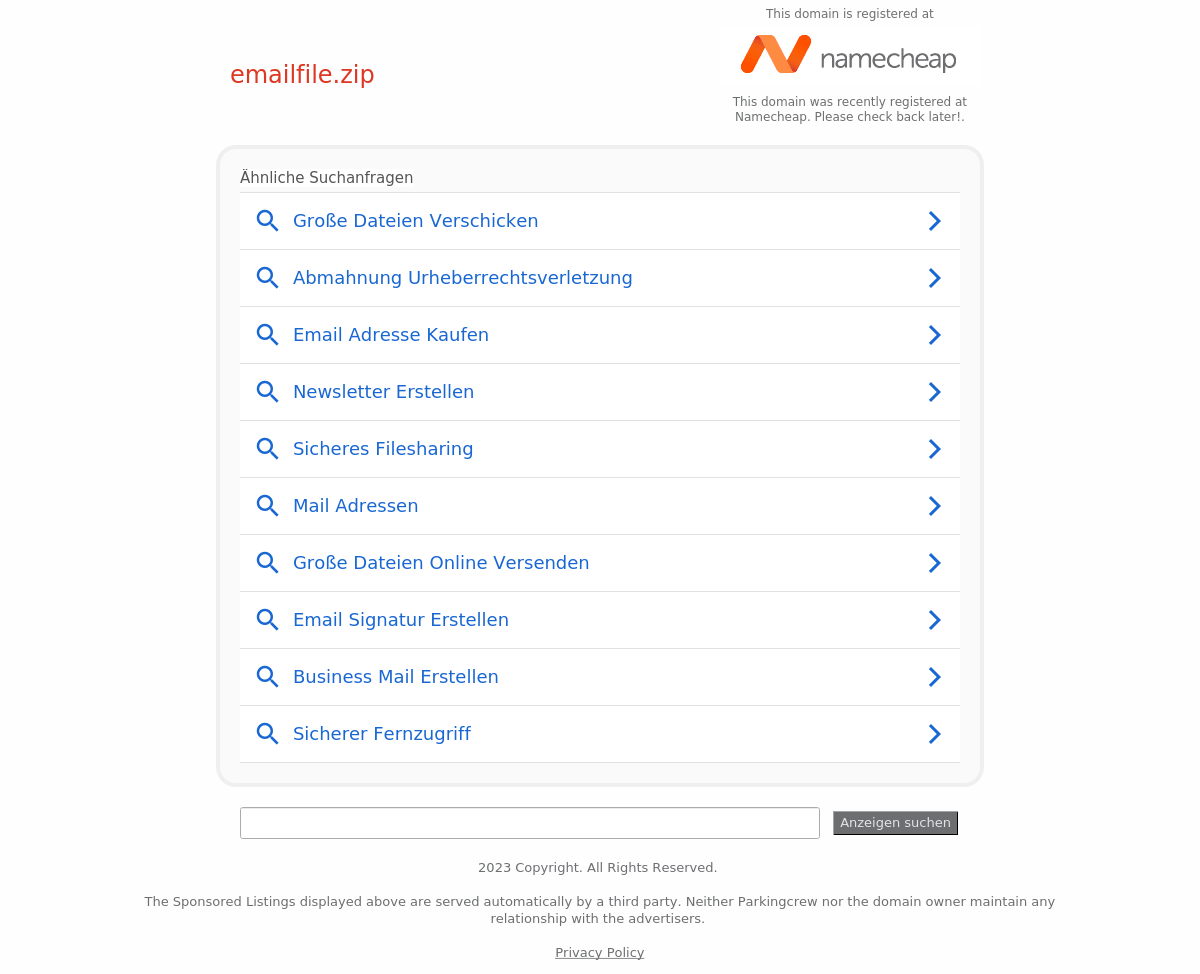 This domain is registered at
namecheap
emailfile.zip
This domain was recently registered at
Namecheap. Please check back later!.
Ähnliche Suchanfragen
Große Dateien Verschicken
Abmahnung Urheberrechtsverletzung
Email Adresse Kaufen
Newsletter Erstellen
Sicheres Filesharing
Mail Adressen
Große Dateien Online Versenden
Email Signatur Erstellen
Business Mail Erstellen
Sicherer Fernzugriff
Anzeigen suchen
2023 Copyright. All Rights Reserved.
The Sponsored Listings displayed above are served automatically by a third party. Neither Parkingcrew nor the domain owner maintain any
relationship with the advertisers.
Privacy Policy